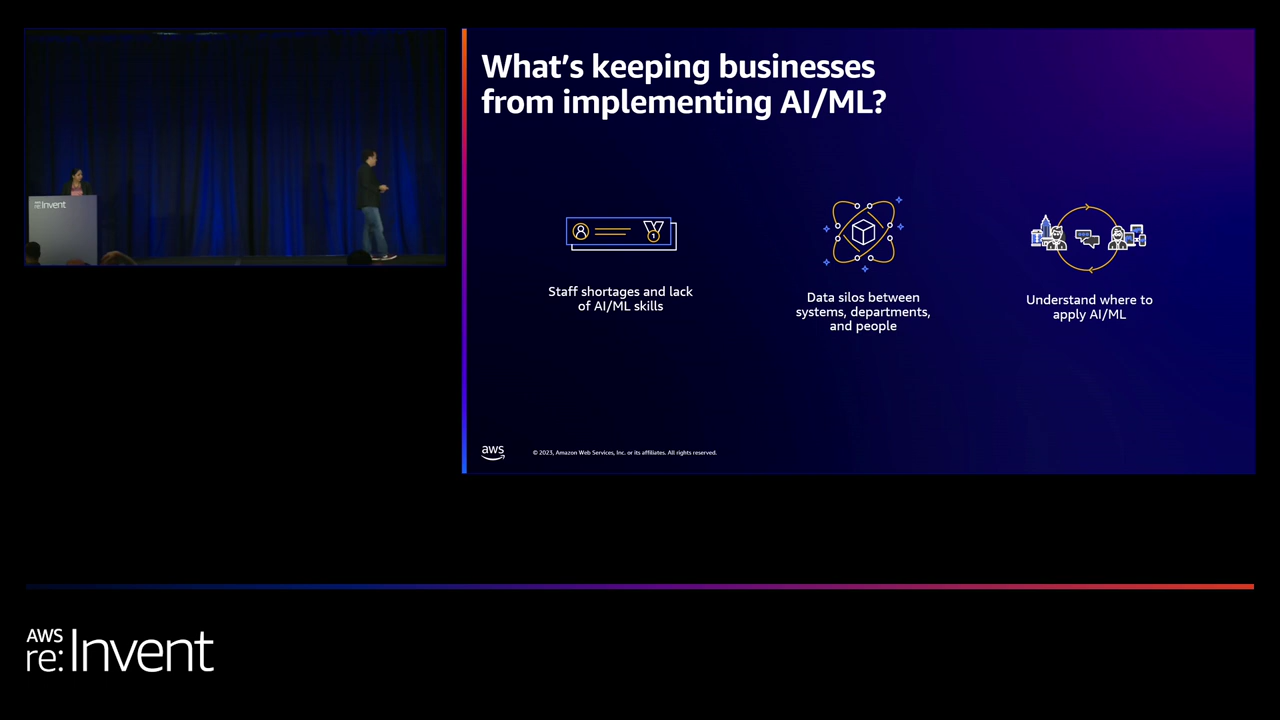 re:Invent
What's keeping businesses
from implementing AI/ML?
Staff shortages and lack
of AI/ML skills
Data silos between
systems, departments,
and people
Understand where to
apply AI/ML
aws
© 2023, Amazon Web Services, Inc. or its affiliates. All rights reserved.
AWS
re:Invent